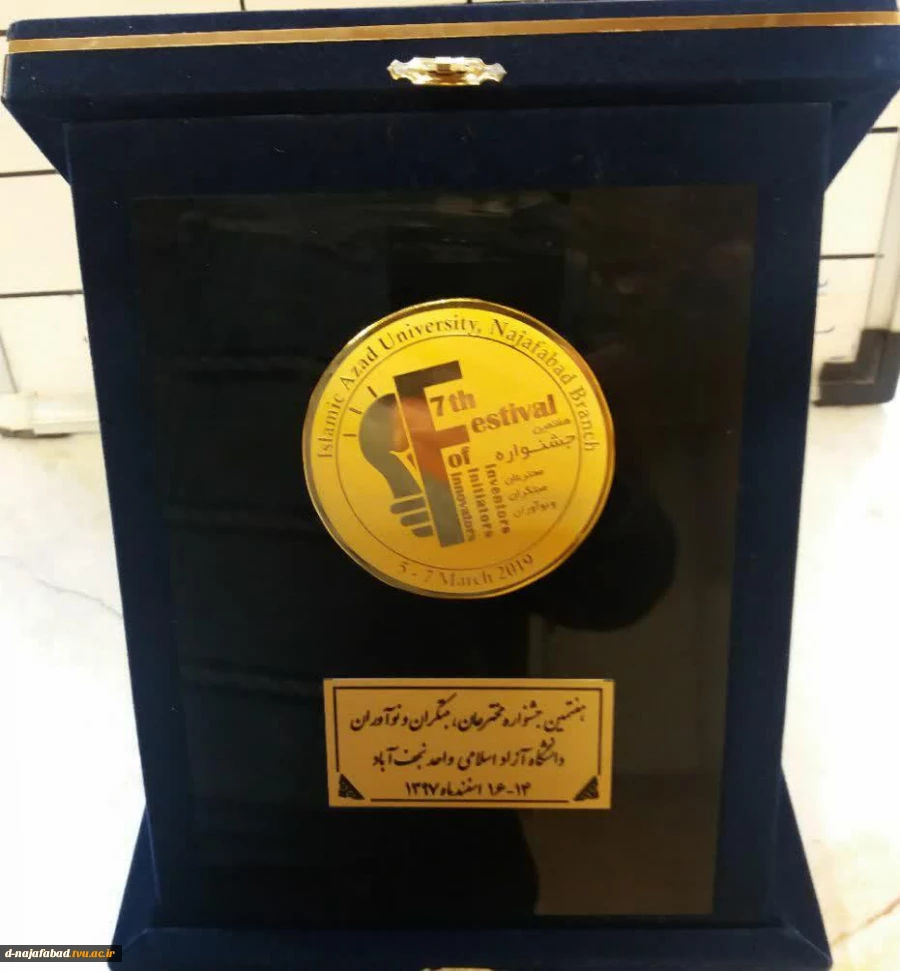 Islamic Azad University, Najafabad Branch
7th
Festival
of
Innovators
Initiators
Inventors
هفتمین
جشنواره
مخترعان
مبتکران
ونوآوران
5 - 7 March 2019
هفتمین جشنواره مخترعان، مبتکران و نوآوران
دانشگاه آزاد اسلامی واحد نجف آباد
۱۴-۱۶ اسفندماه ۱۳۹۷
d-najafabad.tvu.ac.ir